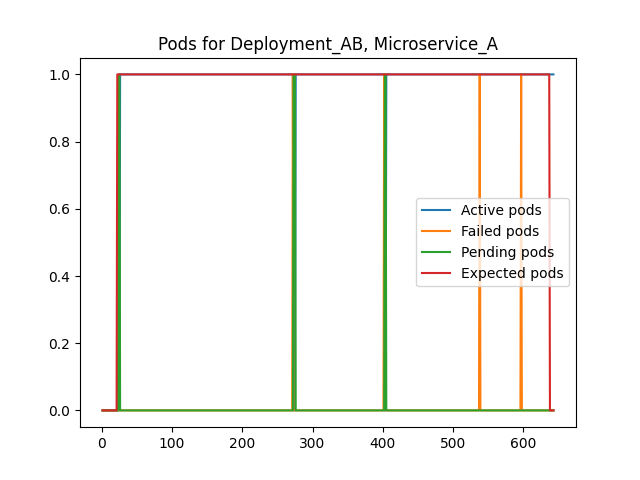 Pods for Deployment_AB, Microservice_A
1.0
0.8
0.6
0.4
0.2
0.0
Active pods
Failed pods
Pending pods
Expected pods
0 100 200 300 400 500 600